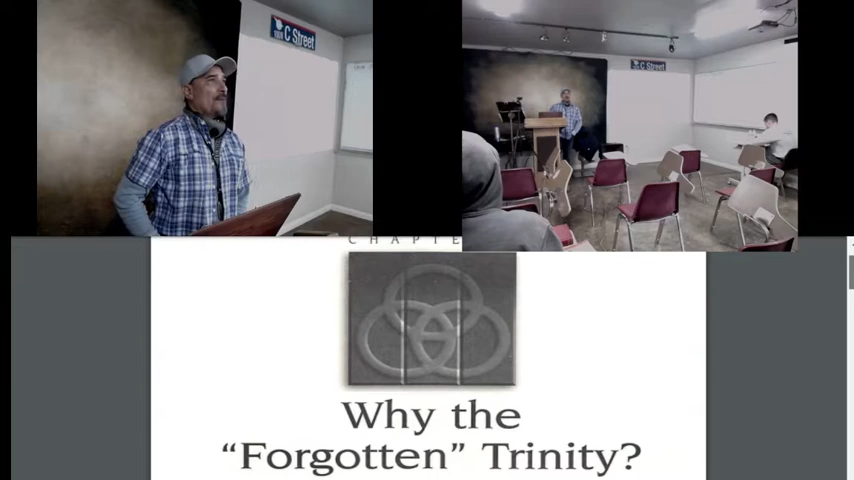 C Street
C Street
CHAPTE
Why the
“Forgotten” Trinity?